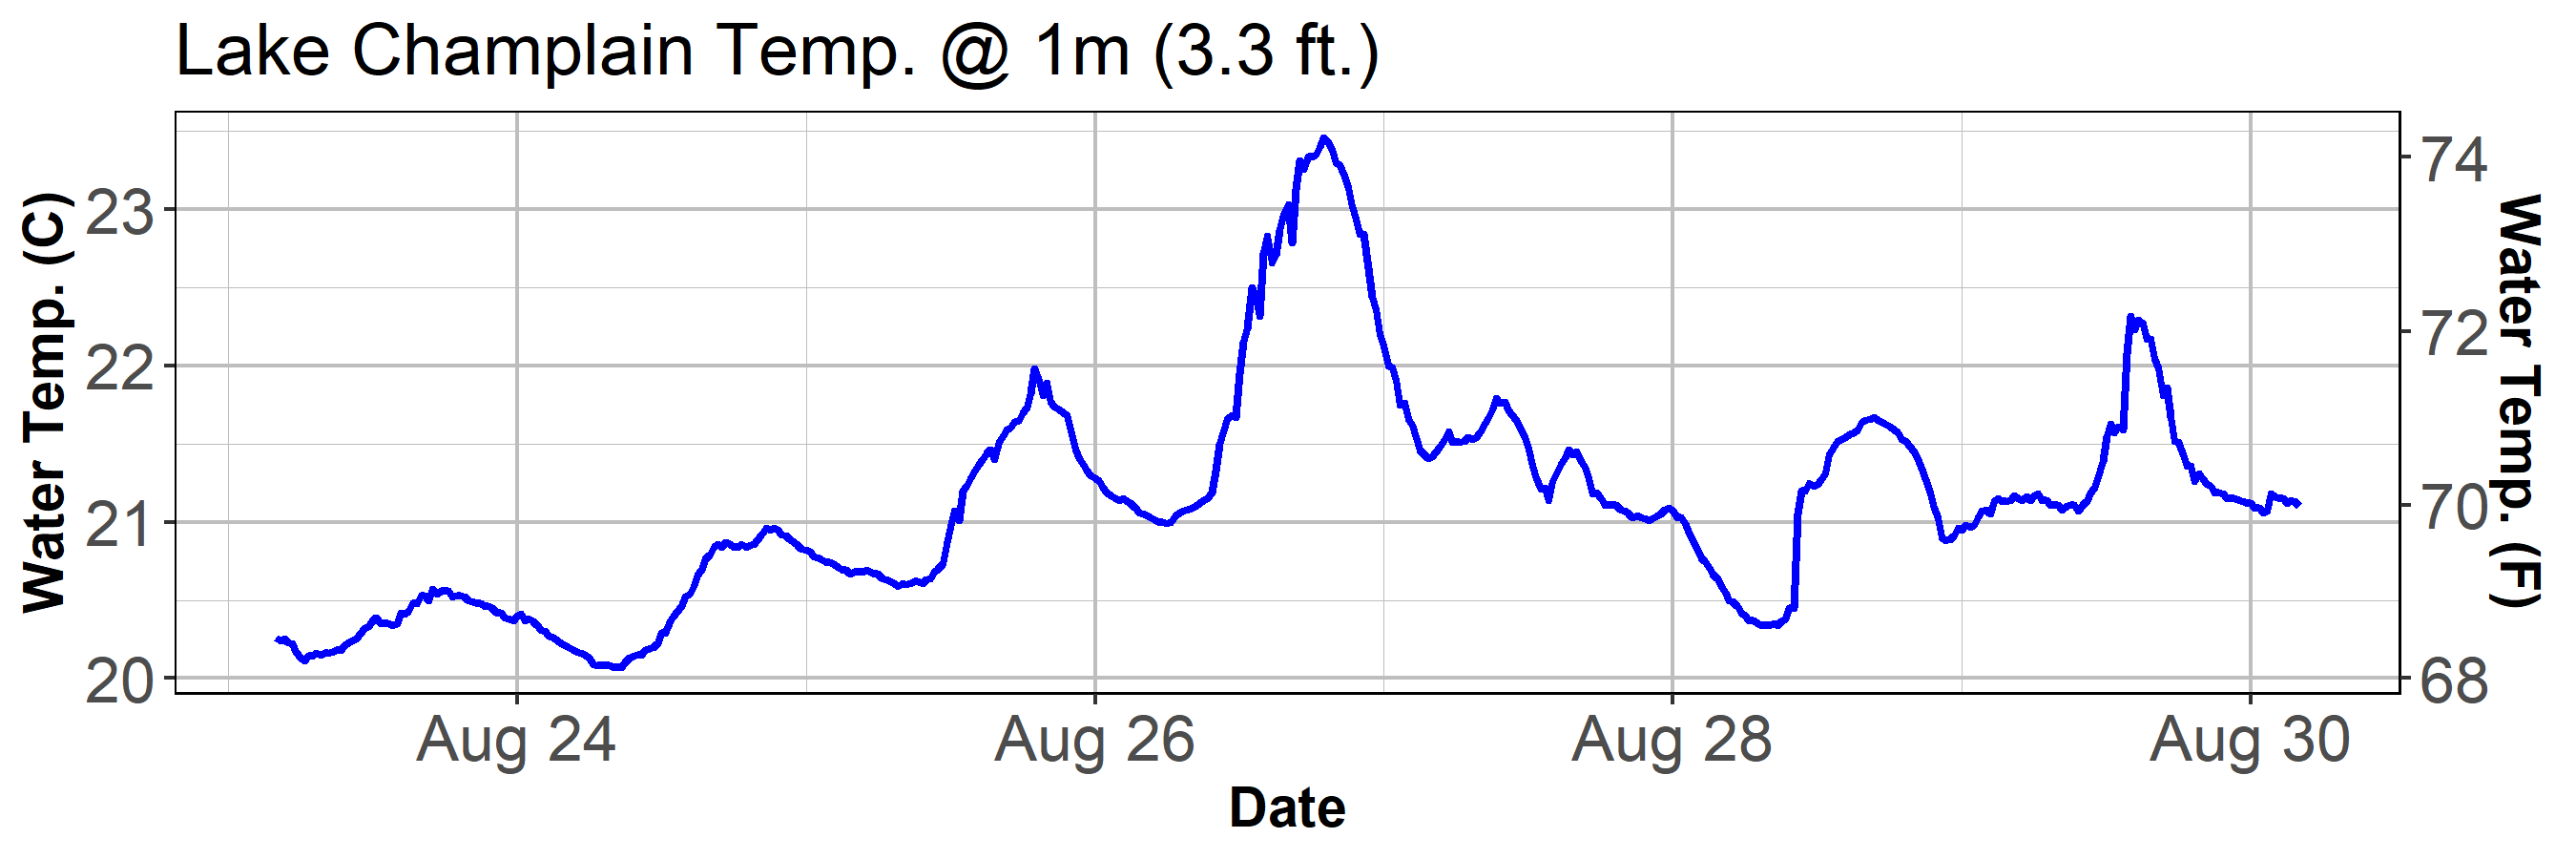 Lake Champlain Temp. @ 1m (3.3 ft.)
Water Temp. (C)
23
22
21
20
74
72
70
68
Water Temp. (F)
Aug 24
Aug 26
Aug 28
Aug 30
Date